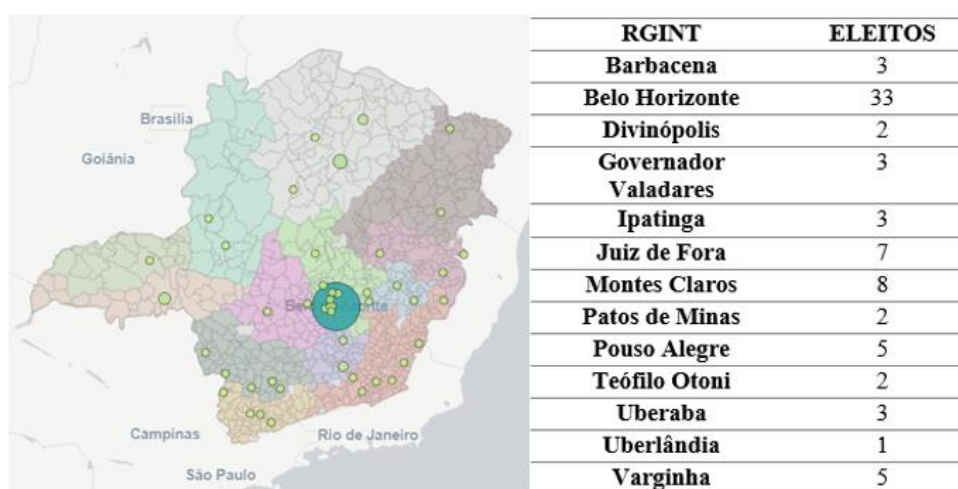 Brasilia
Goiânia
Belo Horizonte
Campinas
Rio de Janeiro
São Paulo
RGINT ELEITOS
Barbacena 3
Belo Horizonte 33
Divinópolis 2
Governador 3
Valadares
Ipatinga 3
Juiz de Fora 7
Montes Claros 8
Patos de Minas 2
Pouso Alegre 5
Teófilo Otoni 2
Uberaba 3
Uberlândia 1
Varginha 5